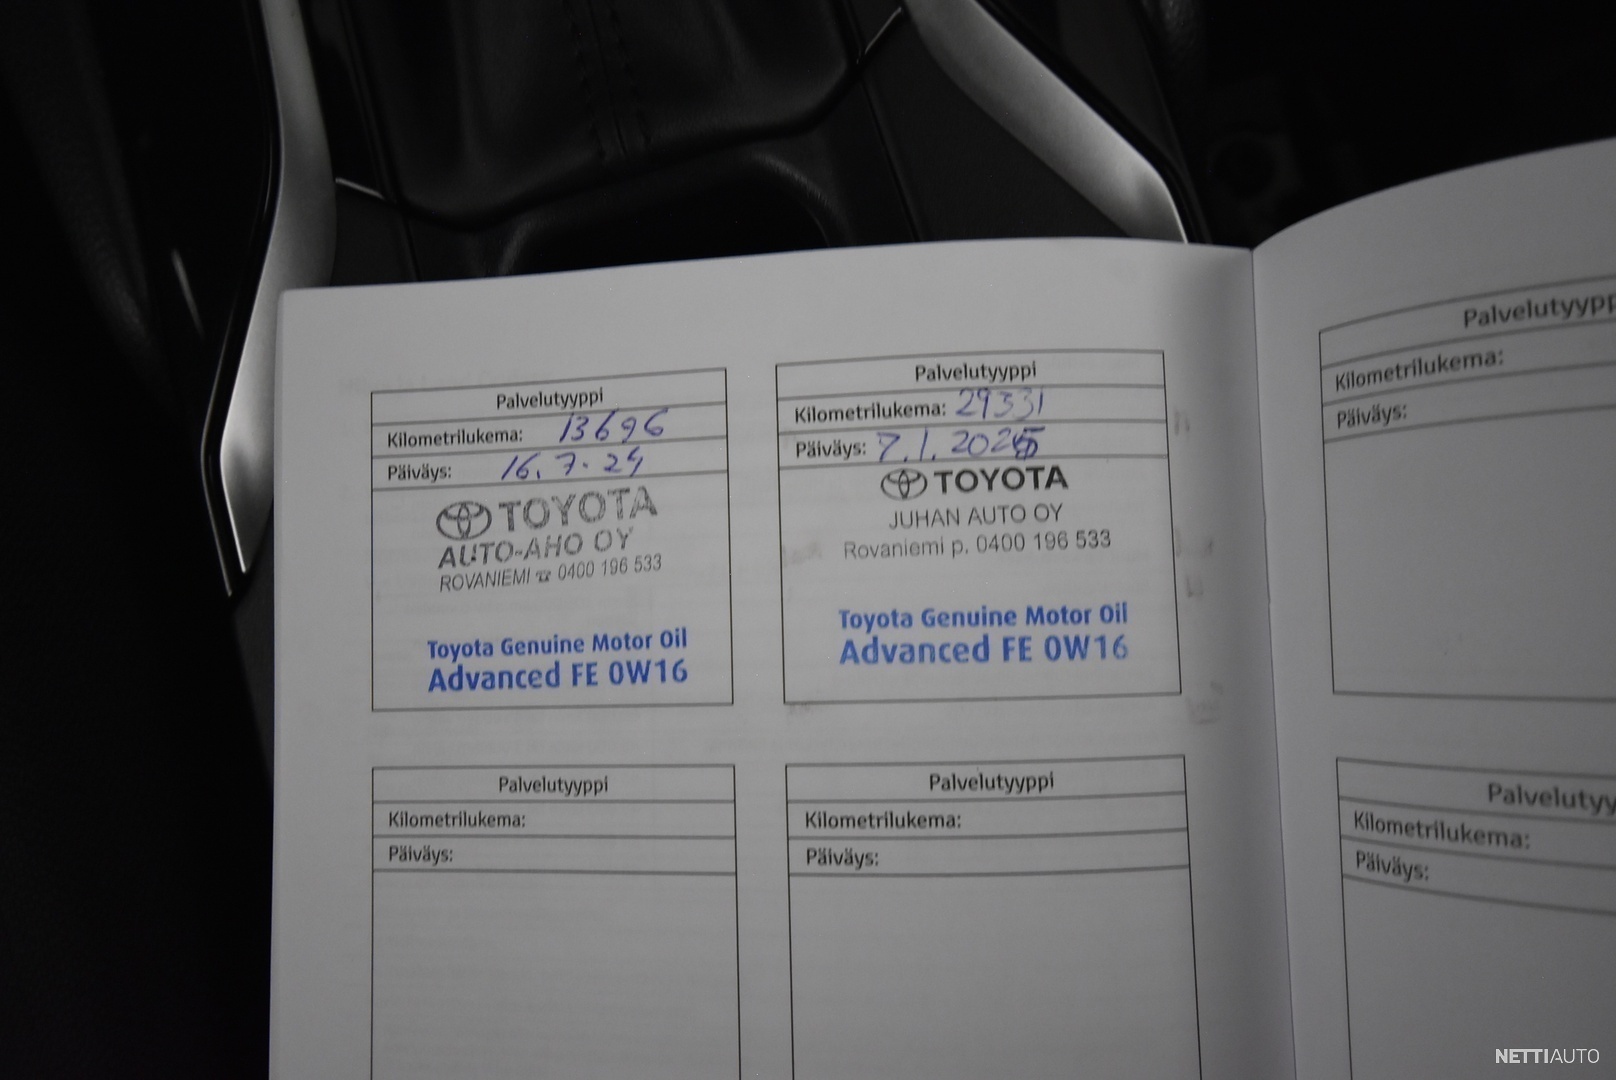 Palvelutyyppi
Kilometrilukema: 13696
Päiväys: 16.7.24
TOYOTA
AUTO-AHO OY
ROVANIEMI ☎ 0400 196 533
Toyota Genuine Motor Oil
Advanced FE 0W16
Palvelutyyppi
Kilometrilukema: 29331
Päiväys: 7.1.2025
TOYOTA
JUHAN AUTO OY
Rovaniemi p. 0400 196 533
Toyota Genuine Motor Oil
Advanced FE 0W16
Palvelutyypp
Kilometrilukema:
Päiväys:
Palvelutyyppi
Kilometrilukema:
Päiväys:
Palvelutyyppi
Kilometrilukema:
Päiväys:
Palvelutyy
Kilometrilukema:
Päiväys:
NETTIAUTO